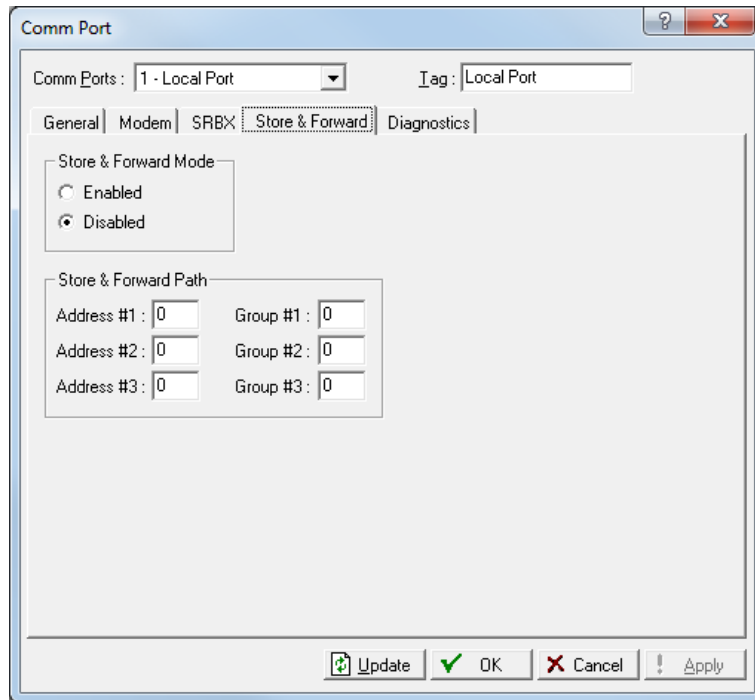 Comm Port
Comm Ports : 1 - Local Port Tag : Local Port
General Modem SRBX Store & Forward Diagnostics
Store & Forward Mode
Enabled
Disabled
Store & Forward Path
Address #1 : 0 Group #1 : 0
Address #2 : 0 Group #2 : 0
Address #3 : 0 Group #3 : 0
Update OK Cancel Apply